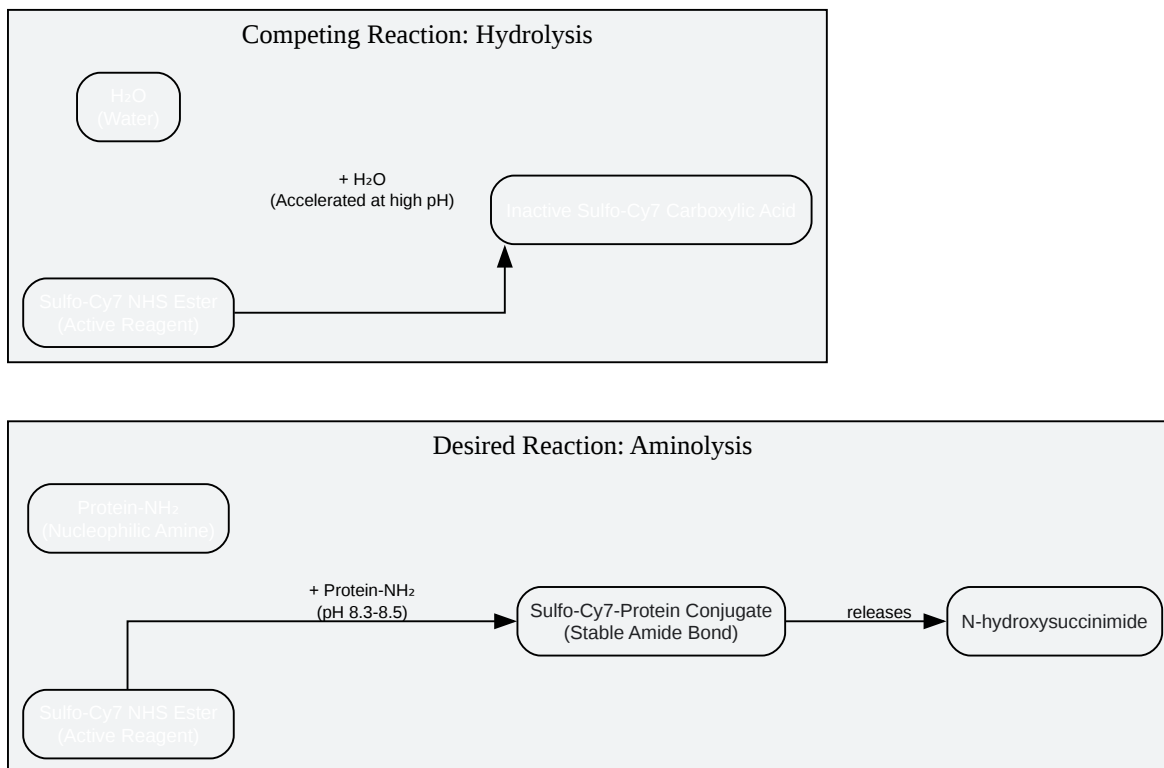 Competing Reaction: Hydrolysis
H₂O
(Water)
+ H₂O
(Accelerated at high pH)
Inactive Sulfo-Cy7 Carboxylic Acid
Sulfo-Cy7 NHS Ester
(Active Reagent)
Desired Reaction: Aminolysis
Protein-NH₂
(Nucleophilic Amine)
+ Protein-NH₂
(pH 8.3-8.5)
Sulfo-Cy7-Protein Conjugate
(Stable Amide Bond)
releases
N-hydroxysuccinimide
Sulfo-Cy7 NHS Ester
(Active Reagent)